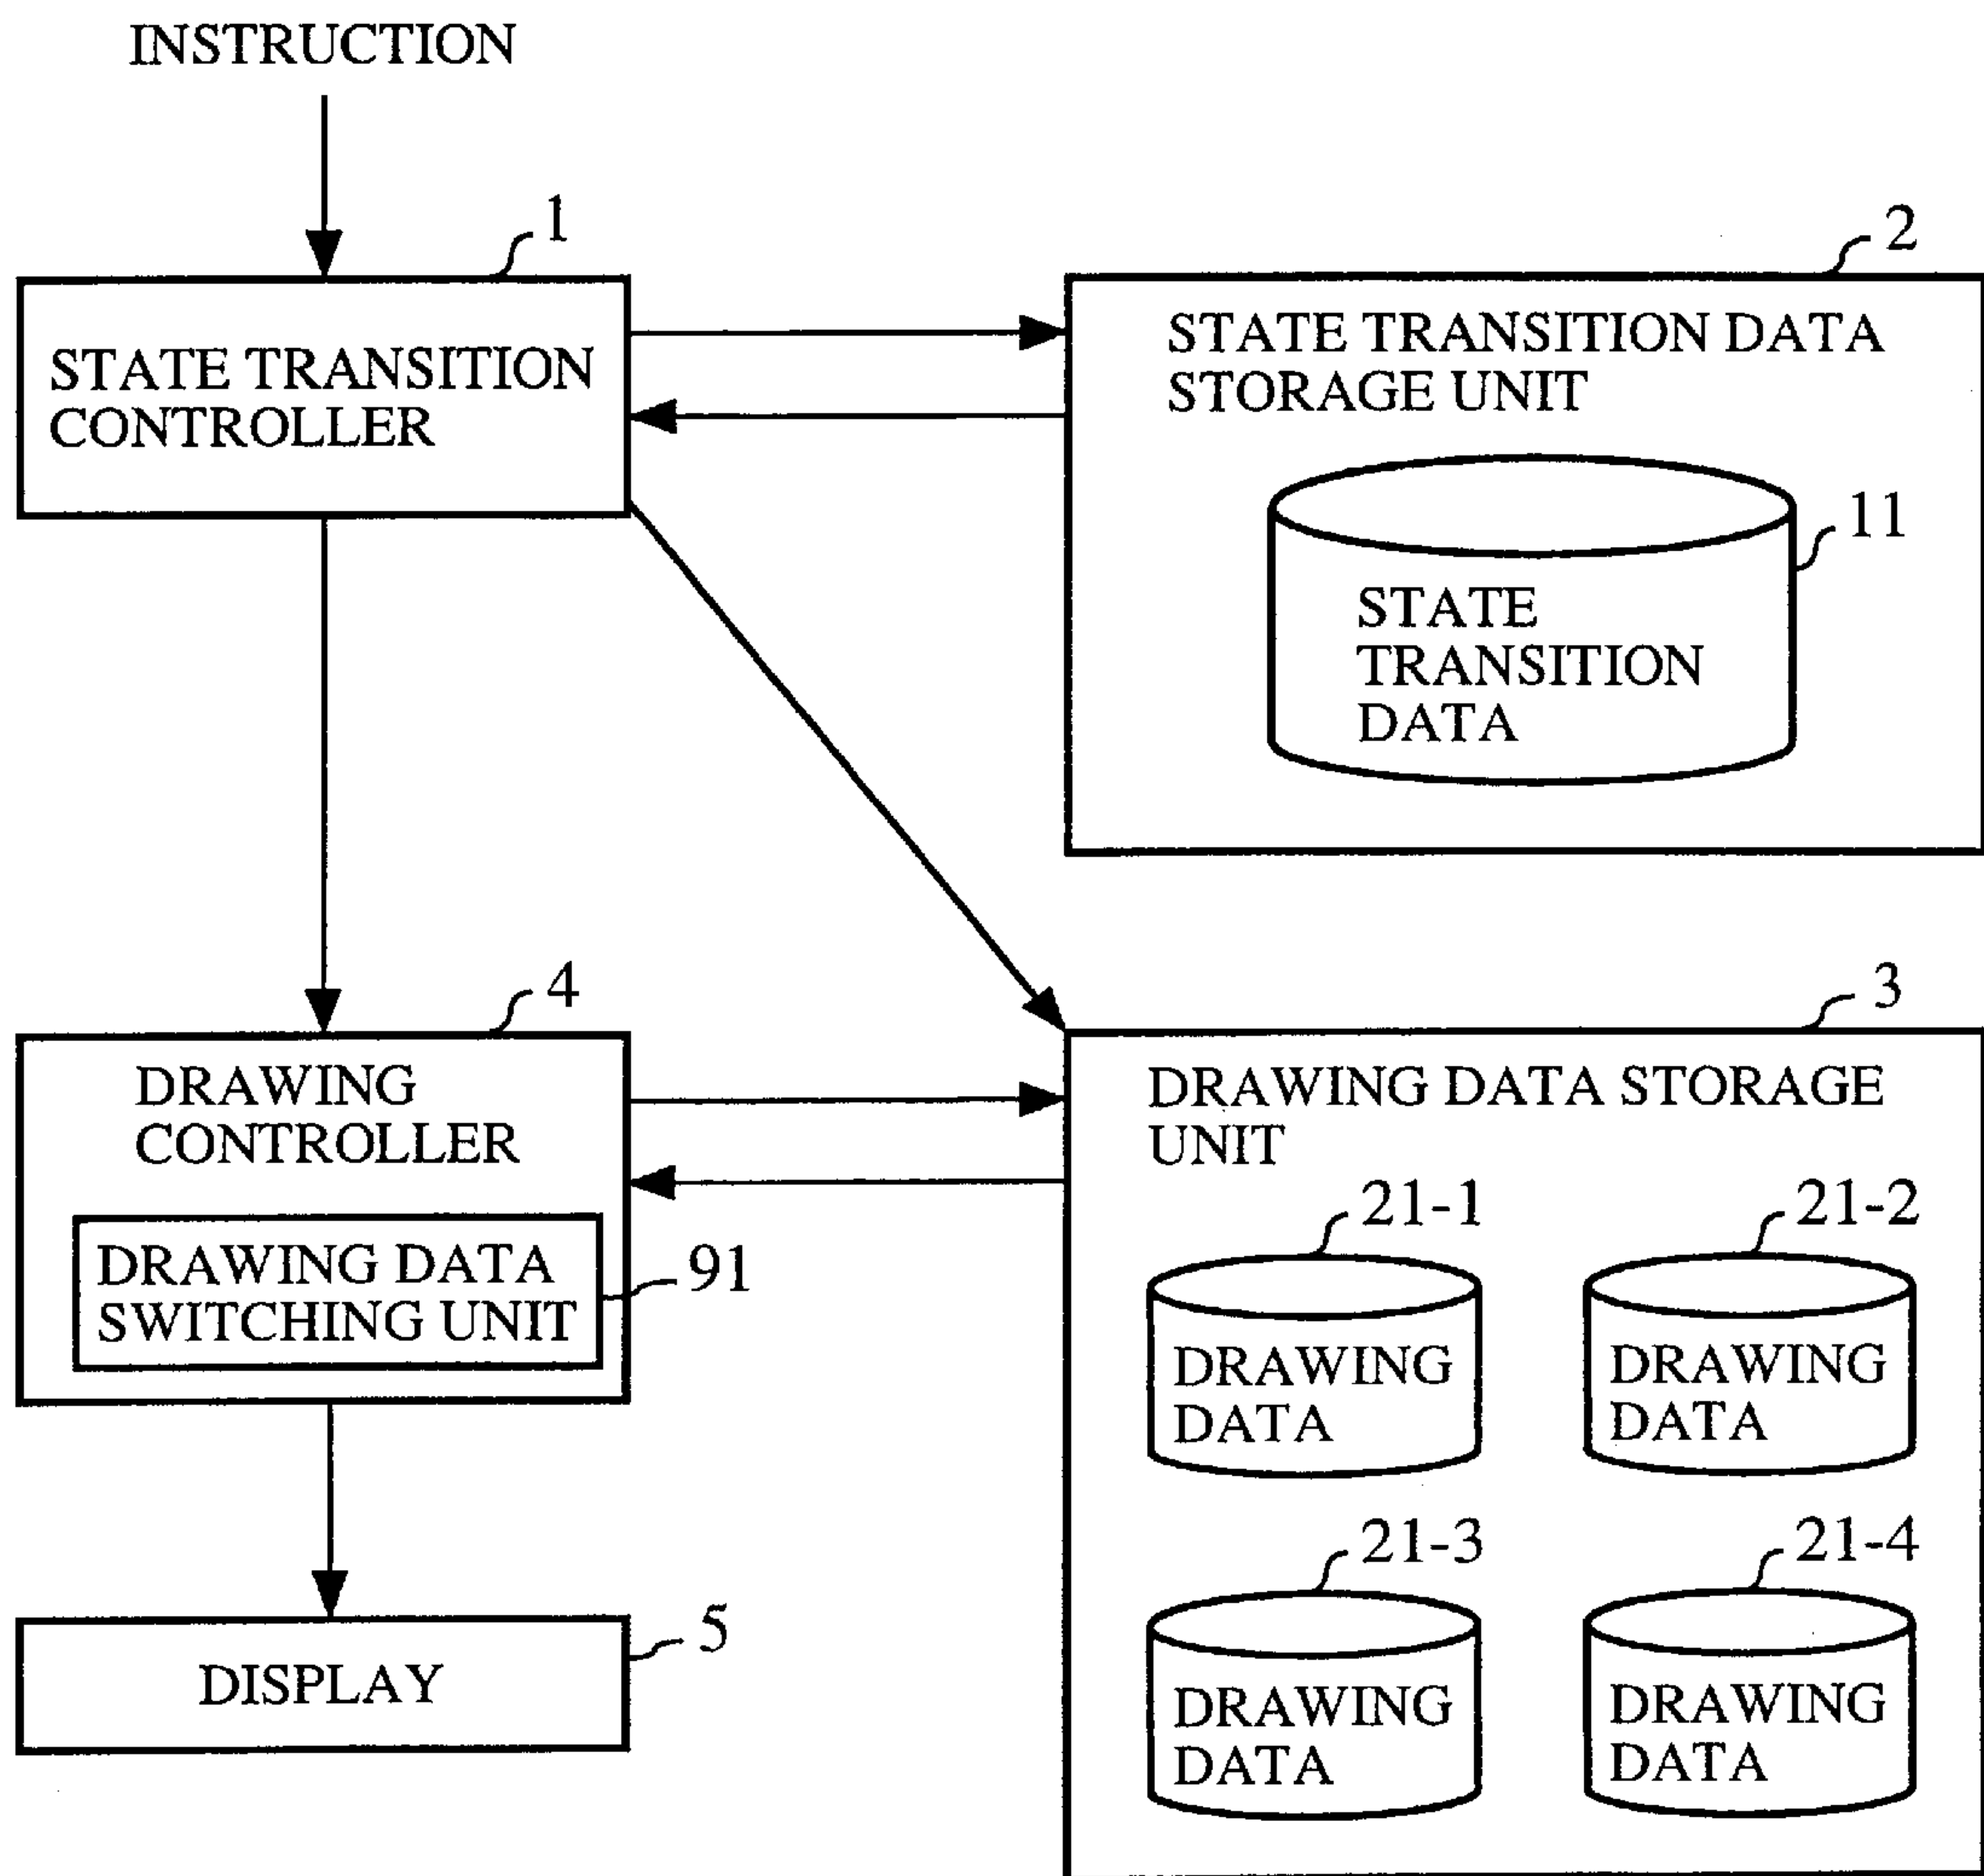 INSTRUCTION
1
STATE TRANSITION
CONTROLLER
2
STATE TRANSITION DATA
STORAGE UNIT
11
STATE
TRANSITION
DATA
4
DRAWING
CONTROLLER
DRAWING DATA
SWITCHING UNIT
91
3
DRAWING DATA STORAGE
UNIT
21-1
DRAWING
DATA
21-2
DRAWING
DATA
21-3
DRAWING
DATA
21-4
DRAWING
DATA
5
DISPLAY